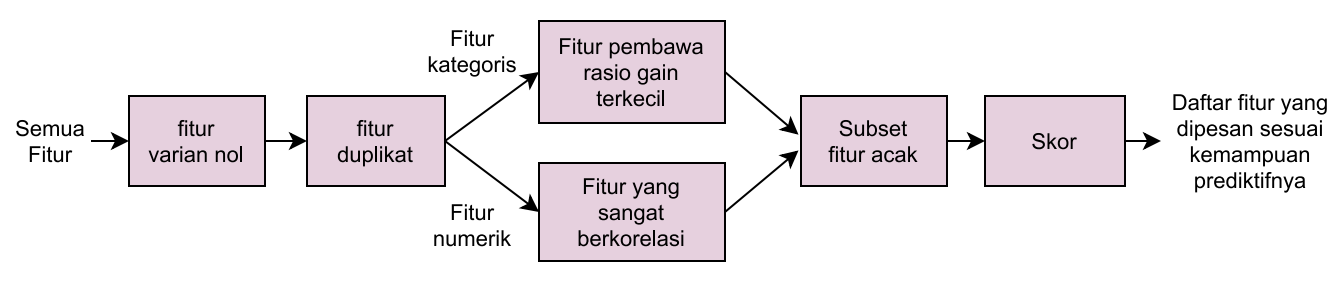 Semua
Fitur
fitur
varian nol
fitur
duplikat
Fitur
kategoris
Fitur
numerik
Fitur pembawa
rasio gain
terkecil
Fitur yang
sangat
berkorelasi
Subset
fitur acak
Skor
Daftar fitur yang
dipesan sesuai
kemampuan
prediktifnya